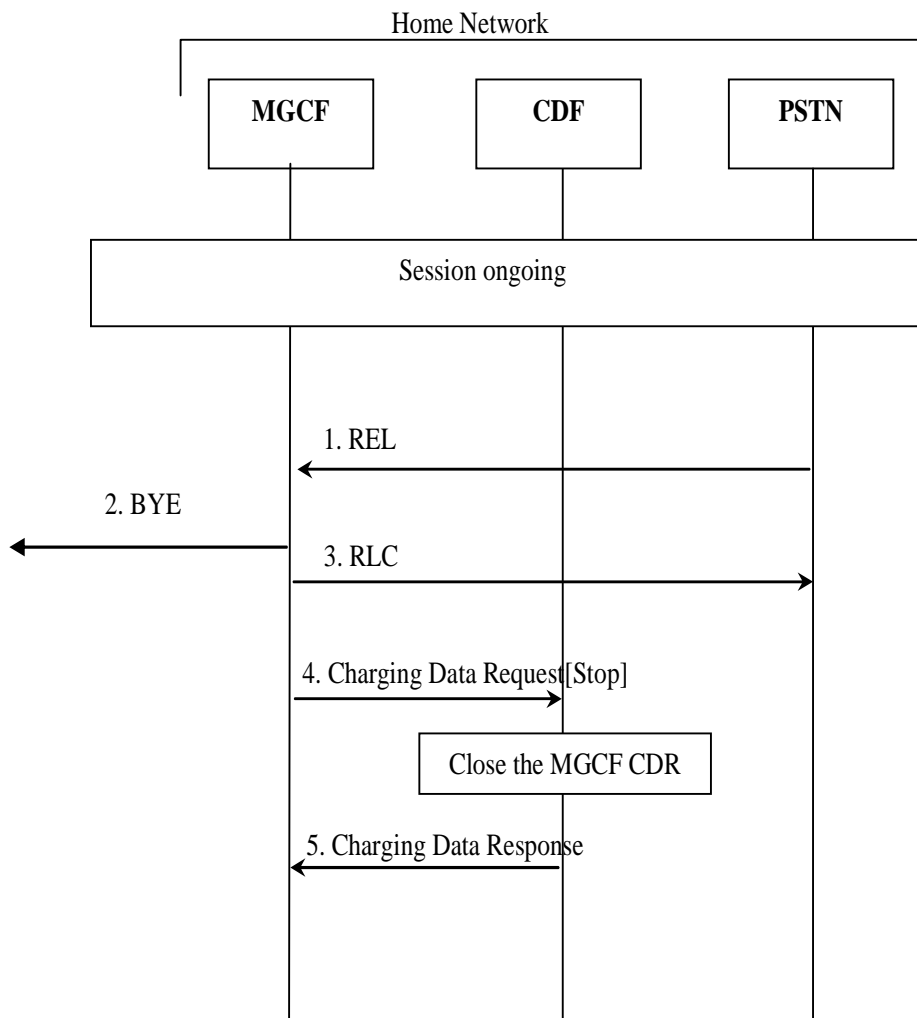 Home Network
MGCF
CDF
PSTN
Session ongoing
1. REL
2. BYE
3. RLC
4. Charging Data Request[Stop]
Close the MGCF CDR
5. Charging Data Response